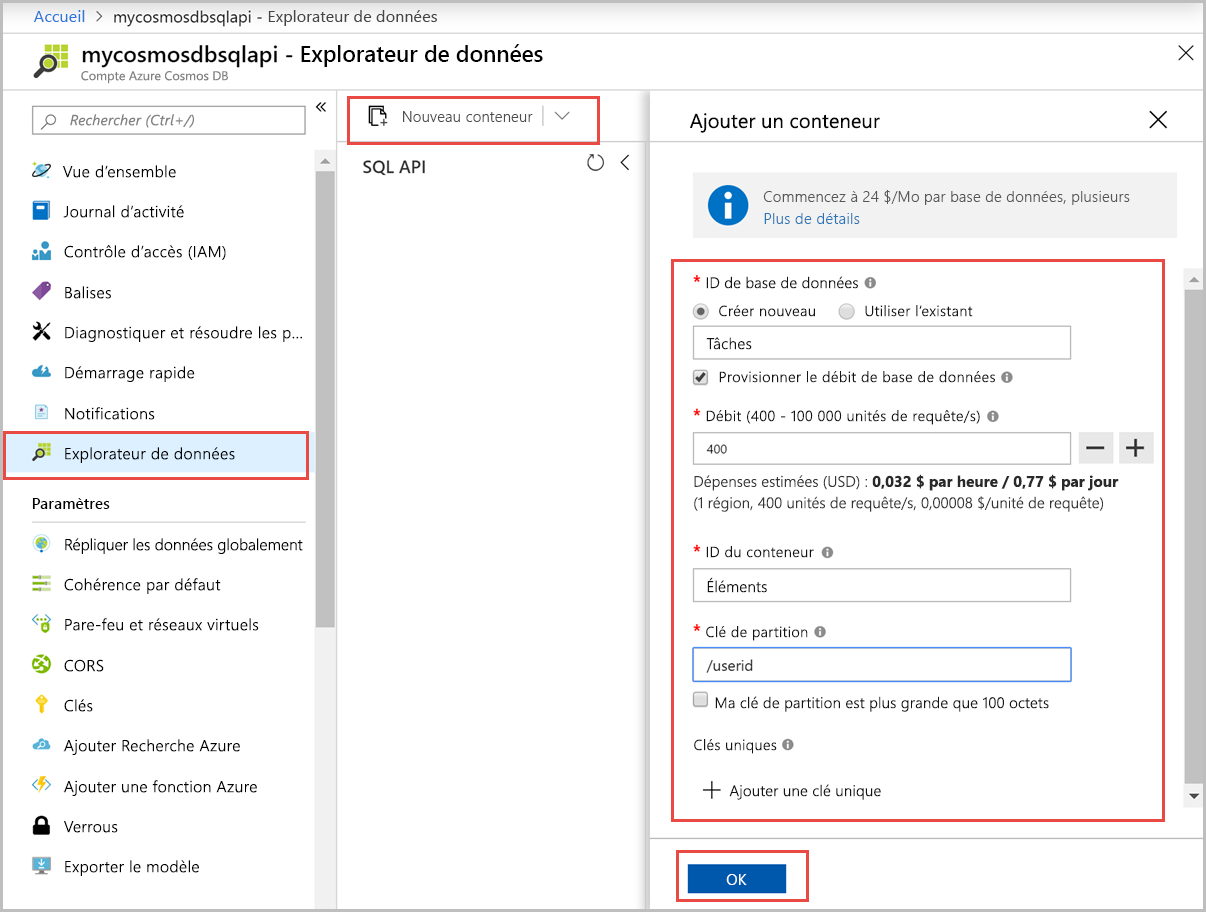 Accueil > mycosmosdbsqlapi - Explorateur de données
mycosmosdbsqlapi - Explorateur de données
Compte Azure Cosmos DB
Rechercher (Ctrl+/)
«
Vue d'ensemble
Journal d'activité
Contrôle d'accès (IAM)
Balises
Diagnostiquer et résoudre les p...
Démarrage rapide
Notifications
Explorateur de données
Paramètres
Répliquer les données globalement
Cohérence par défaut
Pare-feu et réseaux virtuels
CORS
Clés
Ajouter Recherche Azure
Ajouter une fonction Azure
Verrous
Exporter le modèle
Nouveau conteneur
SQL API
Ajouter un conteneur
Commencez à 24 $/Mo par base de données, plusieurs
Plus de détails
* ID de base de données
Créer nouveau Utiliser l'existant
Tâches
Provisionner le débit de base de données
* Débit (400 - 100 000 unités de requête/s)
400
Dépenses estimées (USD) : 0,032 $ par heure / 0,77 $ par jour
(1 région, 400 unités de requête/s, 0,00008 $/unité de requête)
* ID du conteneur
Éléments
* Clé de partition
/userid
Ma clé de partition est plus grande que 100 octets
Clés uniques
Ajouter une clé unique
OK